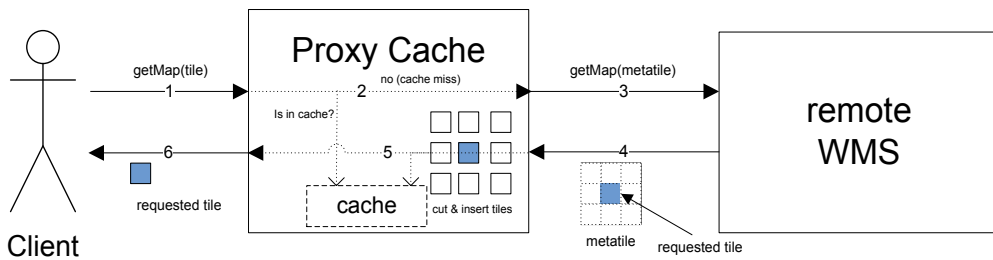 Proxy Cache
getMap(tile)
no (cache miss)
getMap(metatile)
1
2
3
Is in cache?
remote
WMS
6
5
4
requested tile
cache
cut & insert tiles
metatile
requested tile
Client